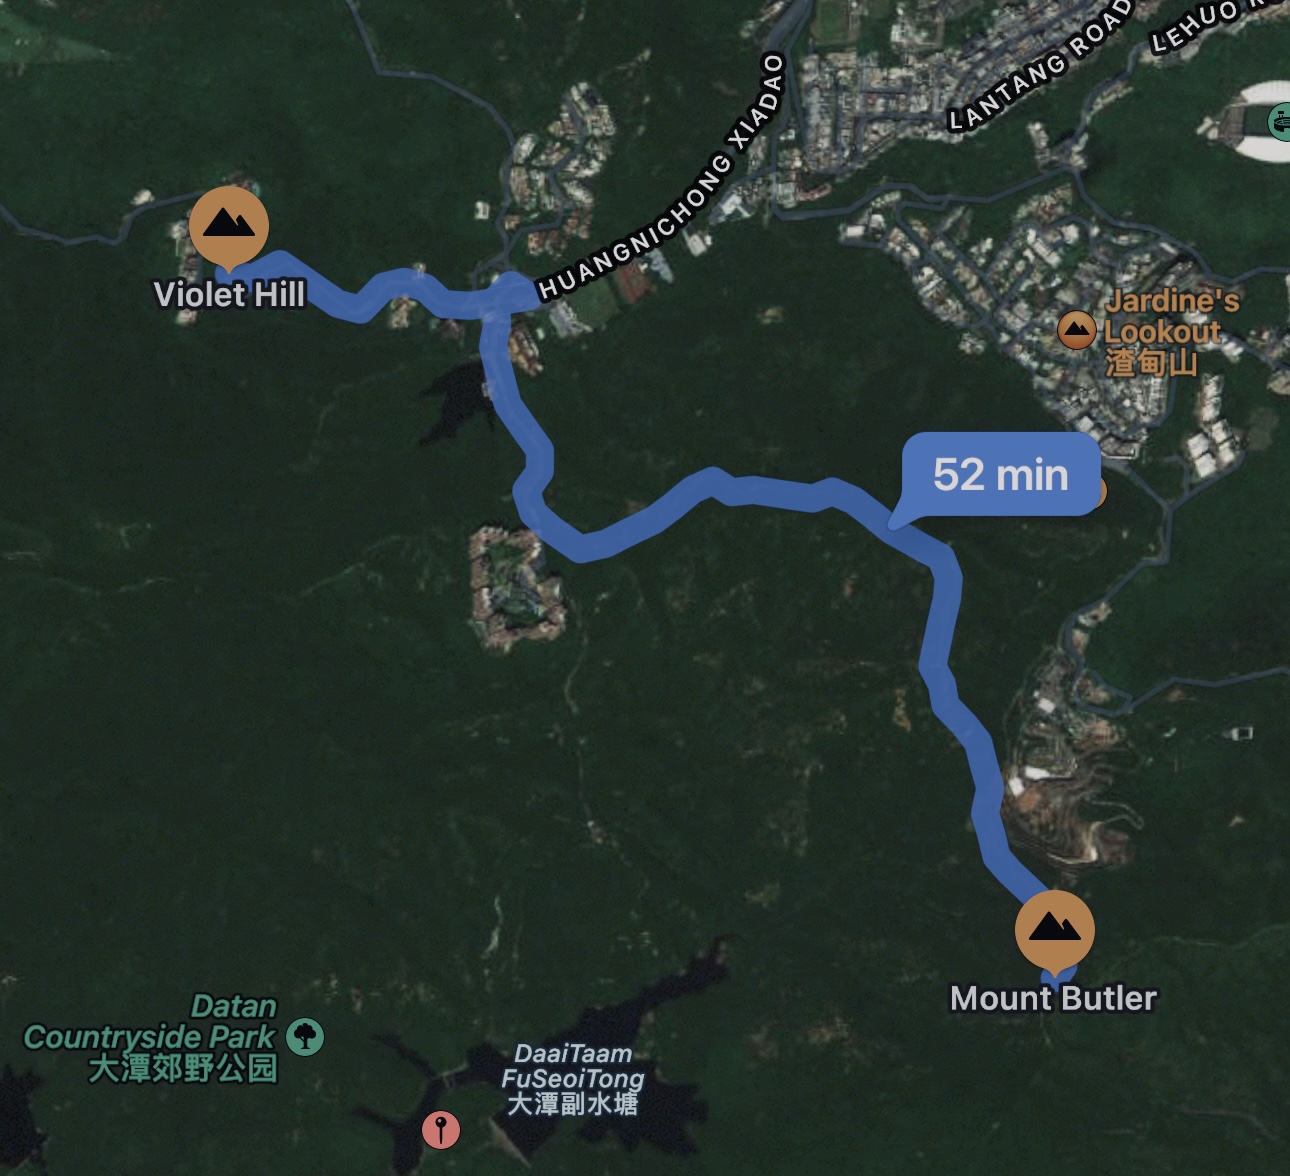 HUANGNICHONG XIADAO
LANTANG ROAD
LEHUO
Violet Hill
Jardine's
Lookout
渣甸山
52 min
Mount Butler
Datan
Countryside Park
大潭郊野公园
DaaiTaam
FuSeoiTong
大潭副水塘